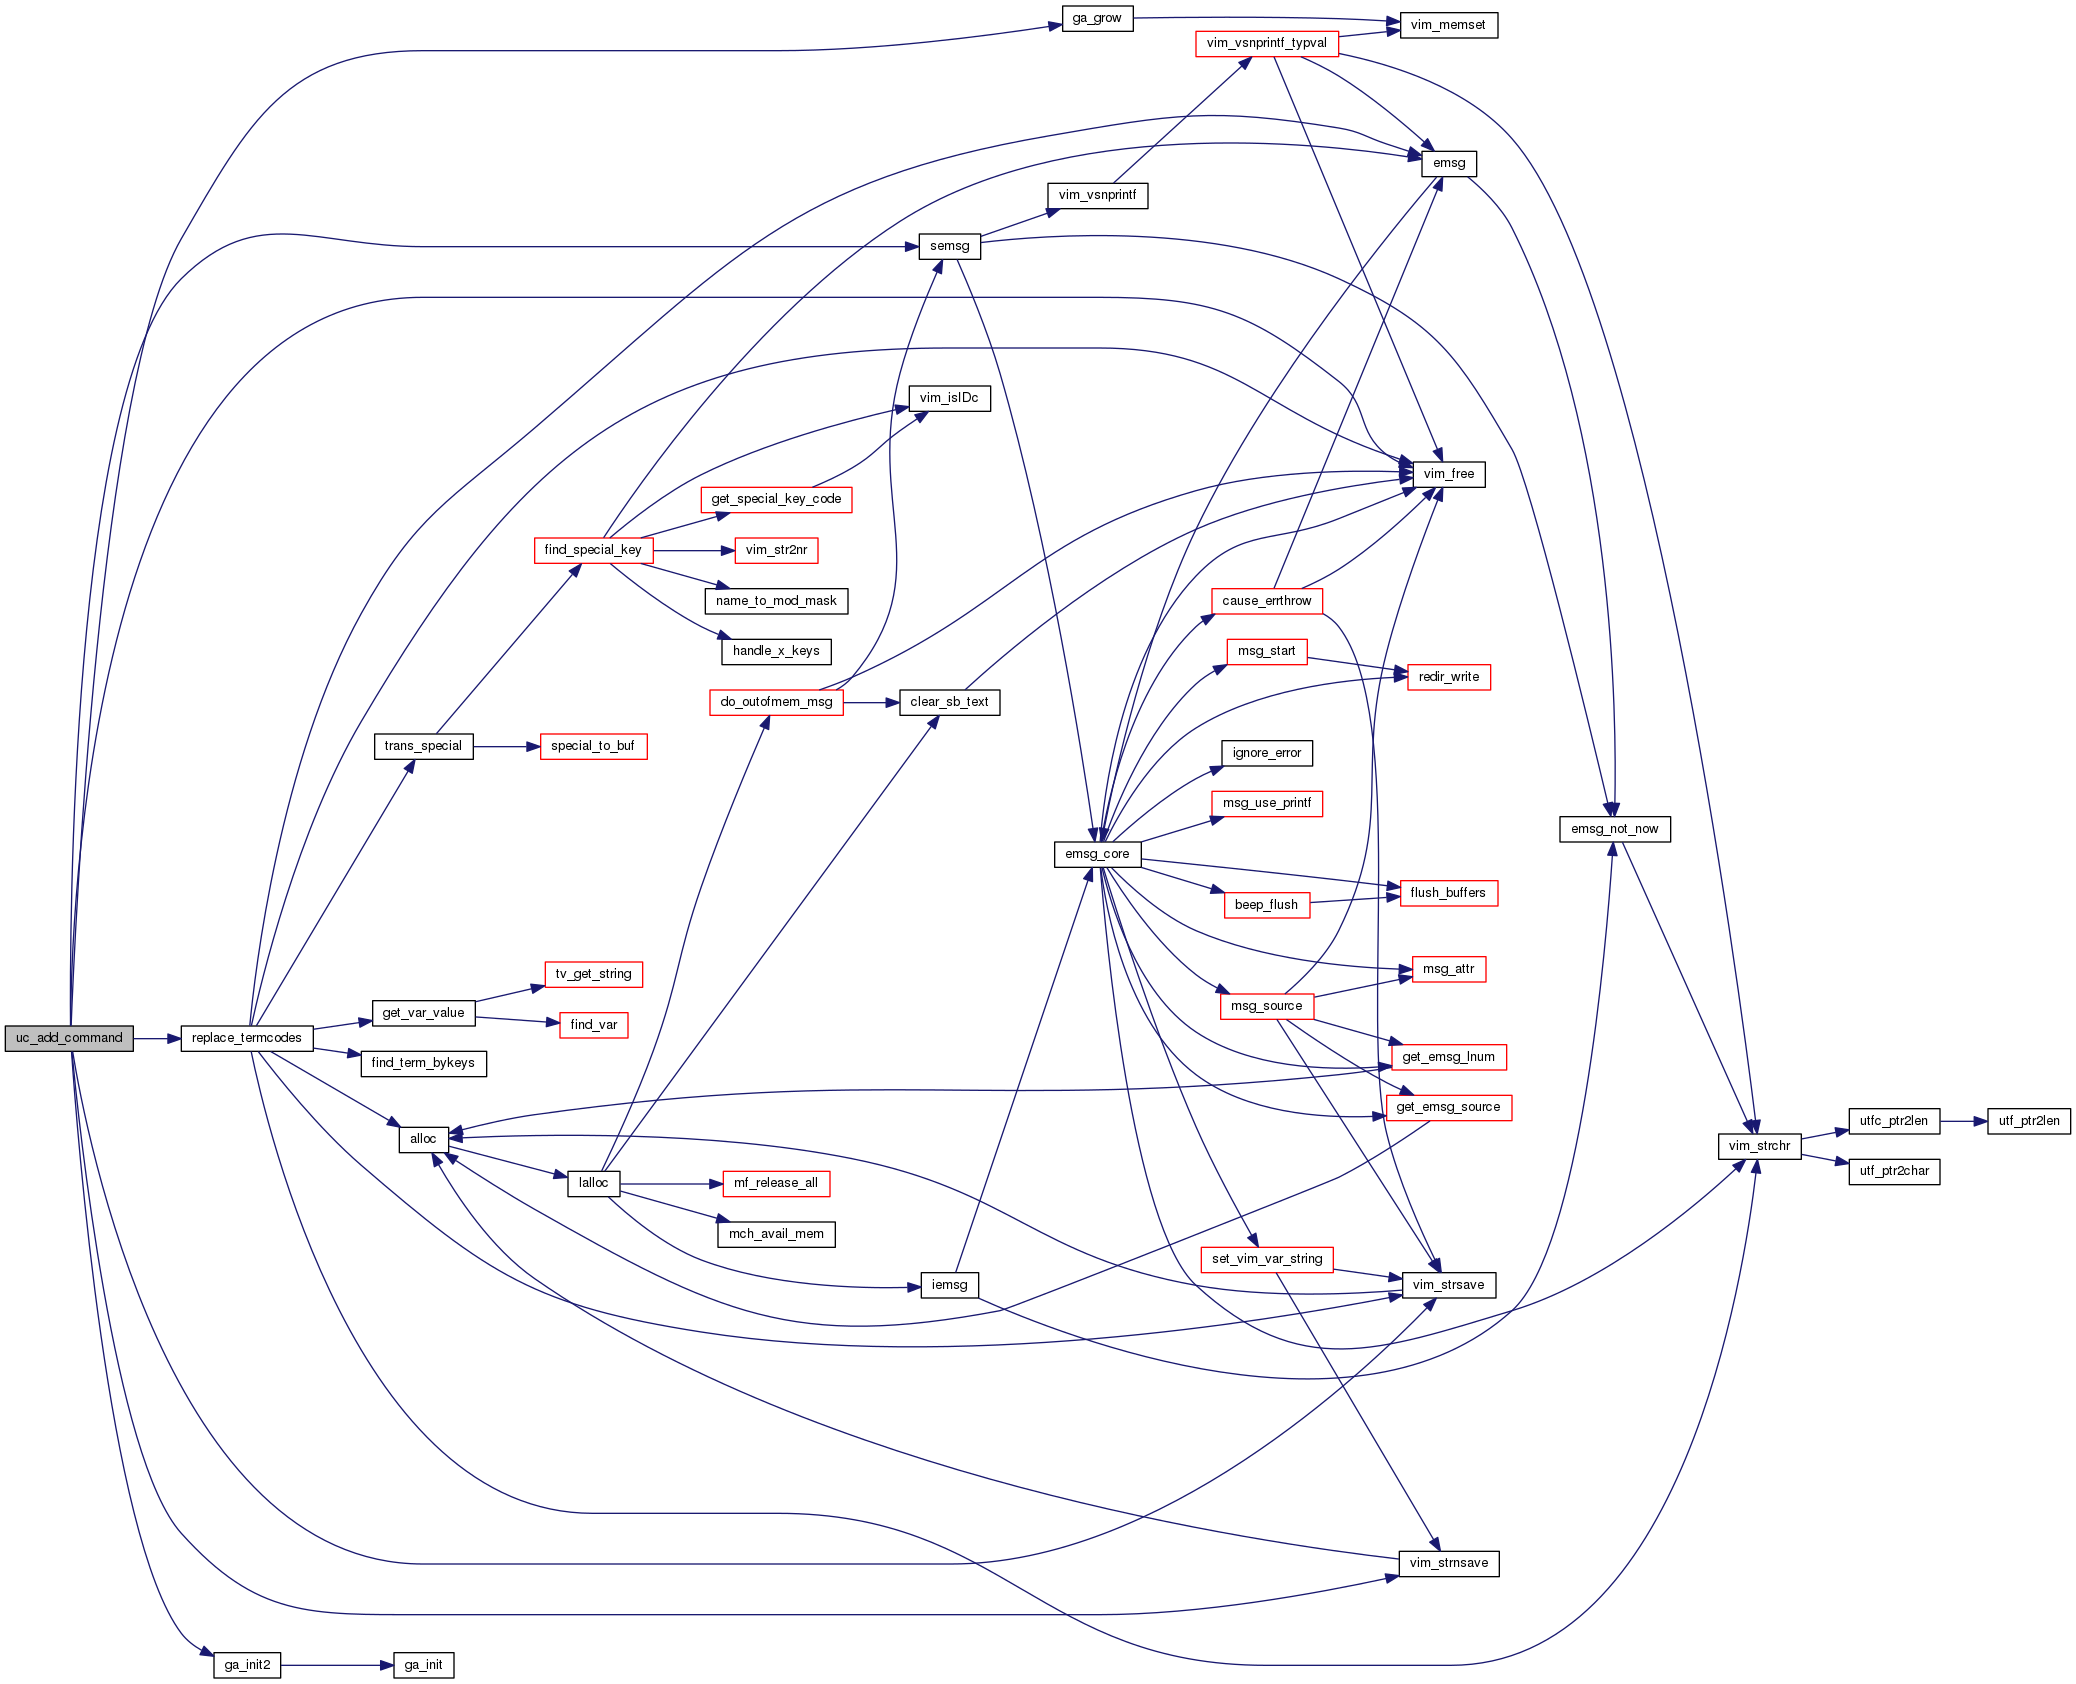 ga_grow
vim_memset
vim_vsnprintf_typval
emsg
vim_vsnprintf
semsg
vim_isIDc
vim_free
get_special_key_code
find_special_key
vim_str2nr
name_to_mod_mask
cause_errthrow
handle_x_keys
msg_start
redir_write
do_outofmem_msg
clear_sb_text
trans_special
special_to_buf
ignore_error
msg_use_printf
emsg_not_now
emsg_core
flush_buffers
beep_flush
tv_get_string
msg_attr
get_var_value
msg_source
find_var
uc_add_command
replace_termcodes
find_term_bykeys
get_emsg_lnum
get_emsg_source
utfc_ptr2len
utf_ptr2len
alloc
vim_strchr
utf_ptr2char
lalloc
mf_release_all
mch_avail_mem
set_vim_var_string
iemsg
vim_strsave
vim_strnsave
ga_init2
ga_init